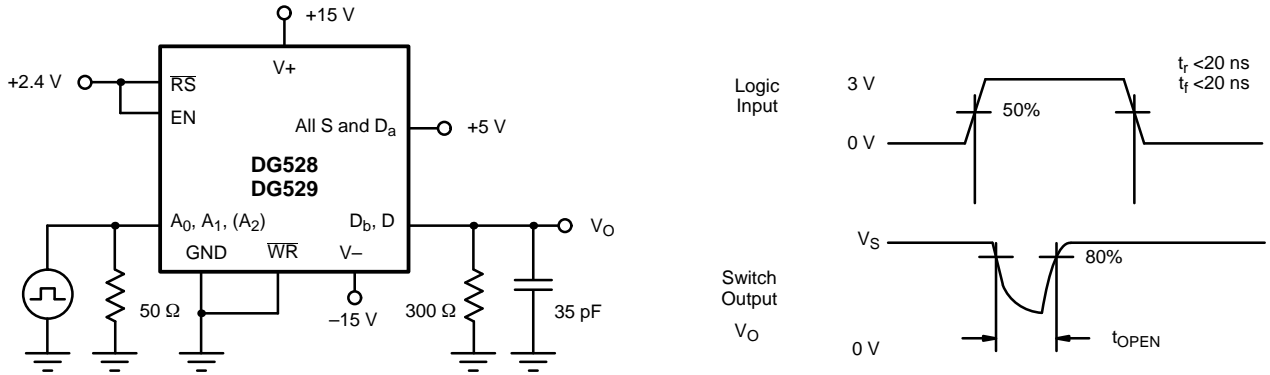 +15 V
V+
+2.4 V
RS
EN
All S and Da
+5 V
DG528
DG529
A0, A1, (A2)
Db, D
VO
GND
WR
V–
50 Ω
–15 V
300 Ω
35 pF
Logic
Input
3 V
0 V
50%
tr <20 ns
tf <20 ns
VS
80%
Switch
Output
VO
0 V
tOPEN